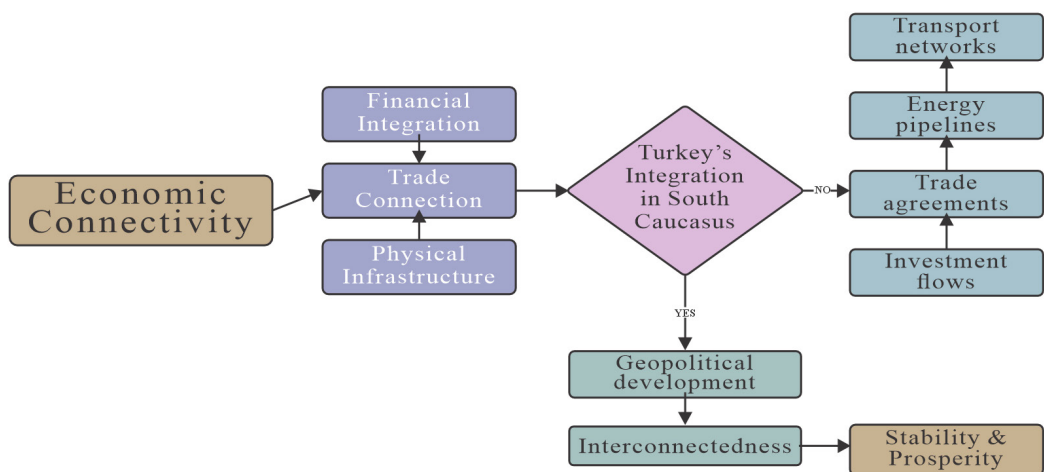 Economic
Connectivity
Financial
Integration
Trade
Connection
Physical
Infrastructure
Turkey's
Integration
in South
Caucasus
NO
YES
Transport
networks
Energy
pipelines
Trade
agreements
Investment
flows
Geopolitical
development
Interconnectedness
Stability &
Prosperity